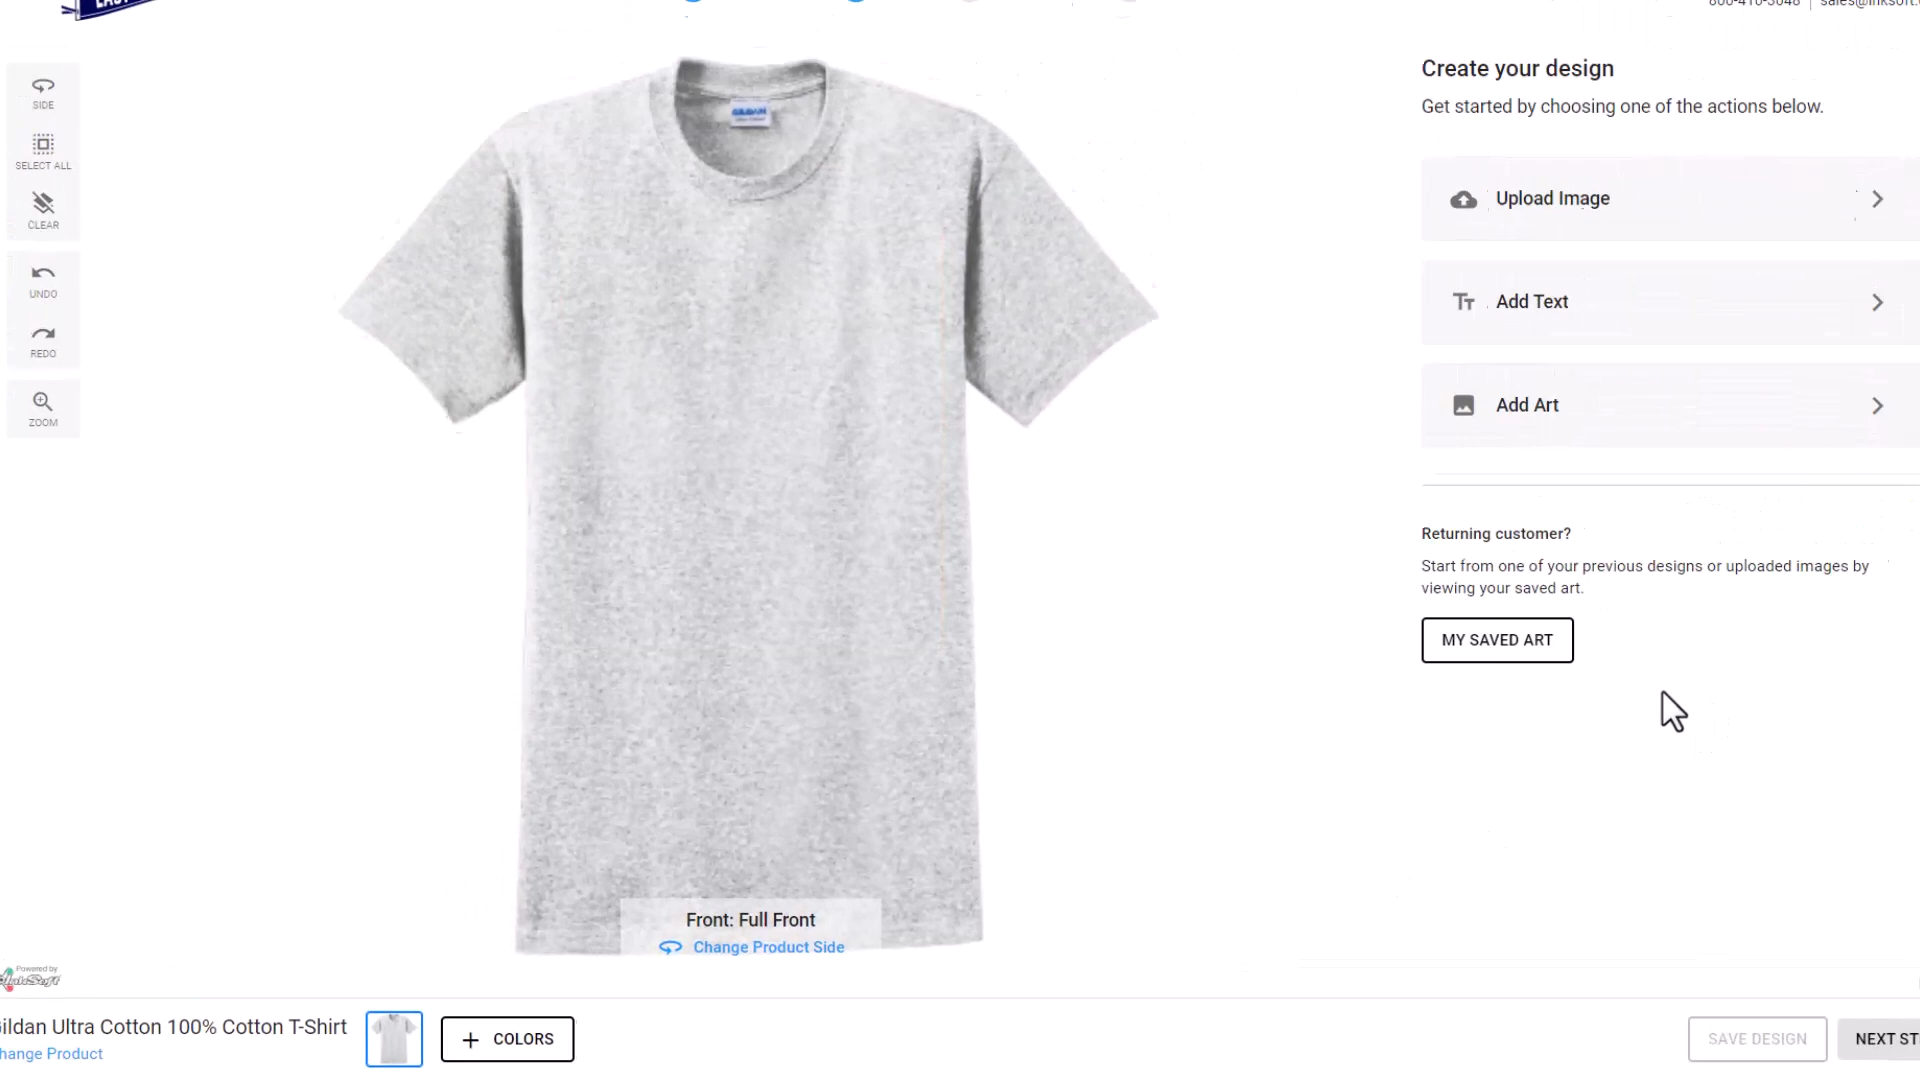 SIDE
SELECT ALL
CLEAR
UNDO
REDO
ZOOM
GILDAN
Create your design
Get started by choosing one of the actions below.
Upload Image
Add Text
Add Art
Returning customer?
Start from one of your previous designs or uploaded images by
viewing your saved art.
MY SAVED ART
Front: Full Front
Change Product Side
Powered by
InkSoft
ildan Ultra Cotton 100% Cotton T-Shirt
hange Product
COLORS
SAVE DESIGN
NEXT ST